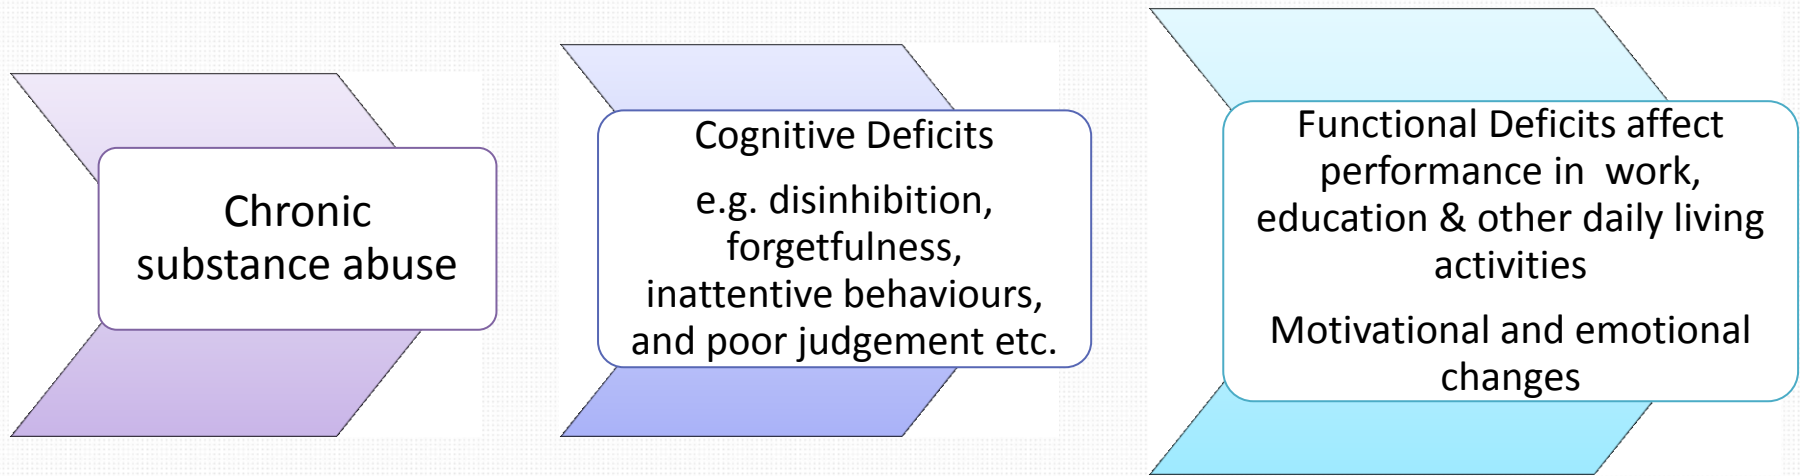 Chronic
substance abuse
Cognitive Deficits
e.g. disinhibition,
forgetfulness,
inattentive behaviours,
and poor judgement etc.
Functional Deficits affect
performance in  work,
education & other daily living
activities
Motivational and emotional
changes